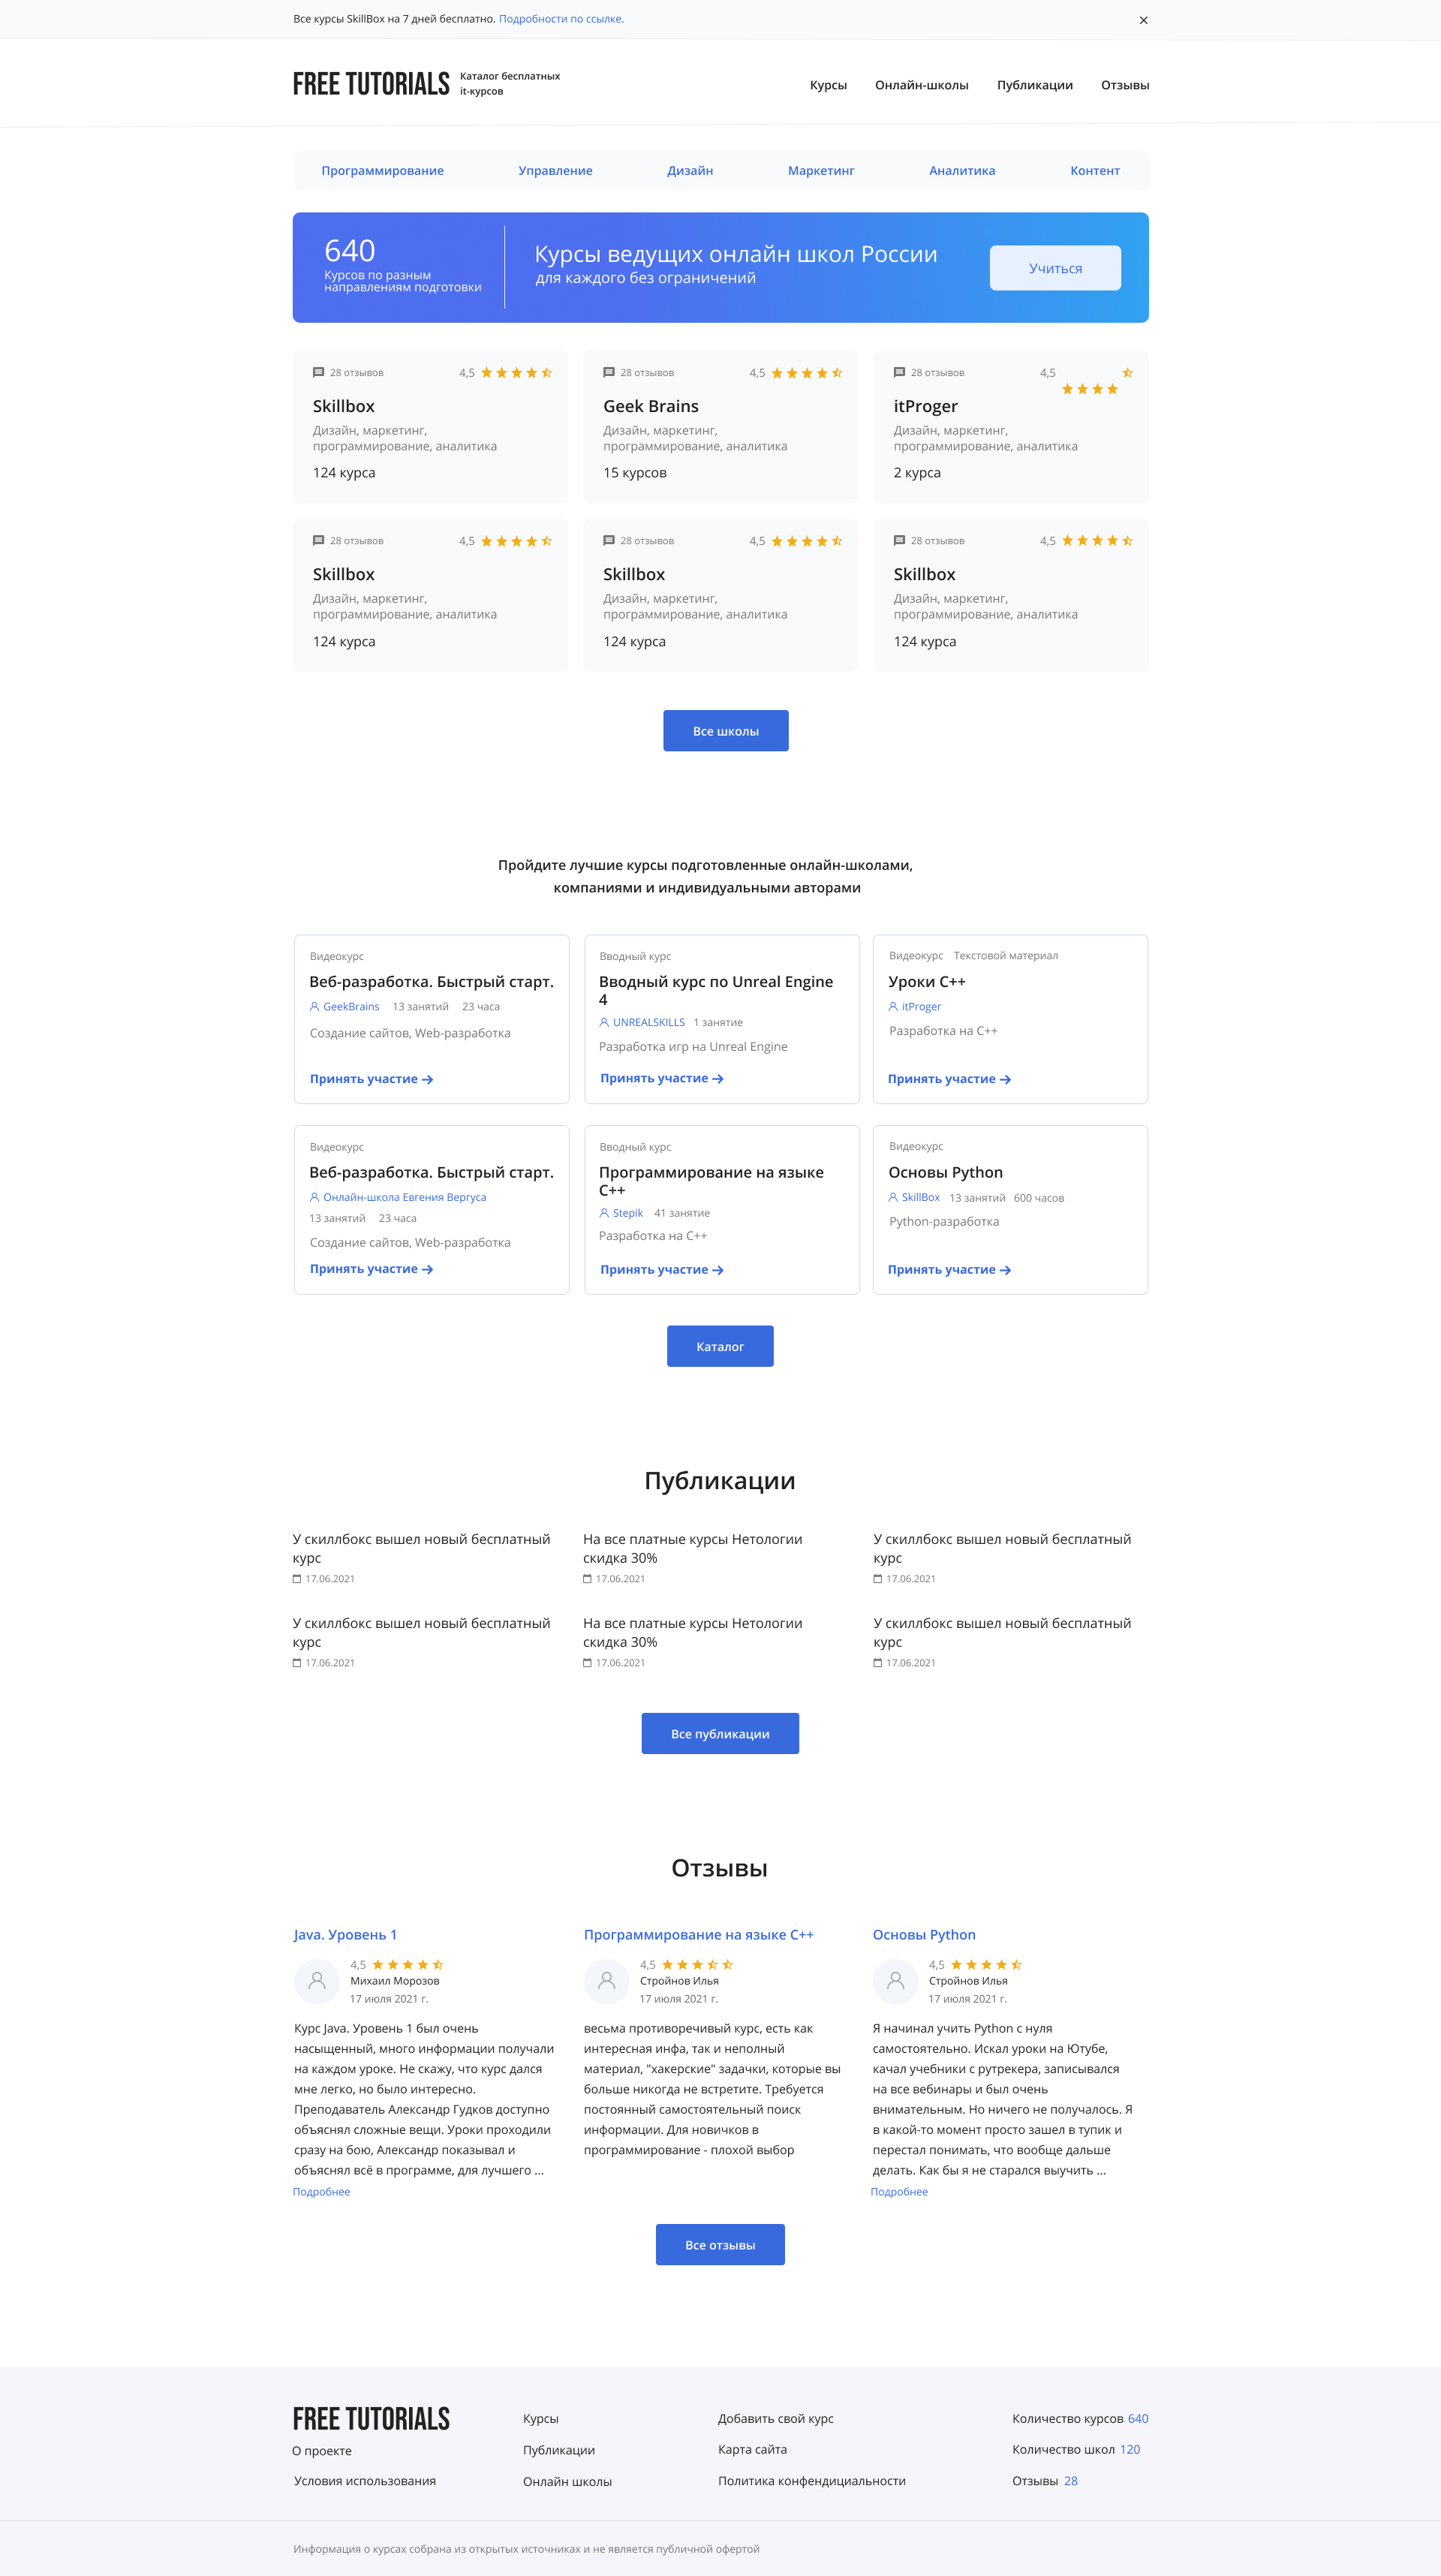 Все курсы SkillBox на 7 дней бесплатно. Подробности по ссылке.
FREE TUTORIALS
Каталог бесплатных
it-курсов
Курсы
Онлайн-школы
Публикации
Отзывы
Программирование
Управление
Дизайн
Маркетинг
Аналитика
Контент
640
Курсов по разным
направлениям подготовки
Курсы ведущих онлайн школ России
для каждого без ограничений
Учиться
28 отзывов
4,5
Skillbox
Дизайн, маркетинг,
программирование, аналитика
124 курса
28 отзывов
4,5
Geek Brains
Дизайн, маркетинг,
программирование, аналитика
15 курсов
28 отзывов
4,5
itProger
Дизайн, маркетинг,
программирование, аналитика
2 курса
28 отзывов
4,5
Skillbox
Дизайн, маркетинг,
программирование, аналитика
124 курса
28 отзывов
4,5
Skillbox
Дизайн, маркетинг,
программирование, аналитика
124 курса
28 отзывов
4,5
Skillbox
Дизайн, маркетинг,
программирование, аналитика
124 курса
Все школы
Пройдите лучшие курсы подготовленные онлайн-школами,
компаниями и индивидуальными авторами
Видеокурс
Веб-разработка. Быстрый старт.
GeekBrains 13 занятий 23 часа
Создание сайтов, Web-разработка
Принять участие
Вводный курс
Вводный курс по Unreal Engine
4
UNREALSKILLS 1 занятие
Разработка игр на Unreal Engine
Принять участие
Видеокурс Текстовой материал
Уроки C++
itProger
Разработка на C++
Принять участие
Видеокурс
Веб-разработка. Быстрый старт.
Онлайн-школа Евгения Вергуса
13 занятий 23 часа
Создание сайтов, Web-разработка
Принять участие
Вводный курс
Программирование на языке
C++
Stepik 41 занятие
Разработка на C++
Принять участие
Видеокурс
Основы Python
SkillBox 13 занятий 600 часов
Python-разработка
Принять участие
Каталог
Публикации
У скиллбокс вышел новый бесплатный
курс
17.06.2021
На все платные курсы Нетологии
скидка 30%
17.06.2021
У скиллбокс вышел новый бесплатный
курс
17.06.2021
У скиллбокс вышел новый бесплатный
курс
17.06.2021
На все платные курсы Нетологии
скидка 30%
17.06.2021
У скиллбокс вышел новый бесплатный
курс
17.06.2021
Все публикации
Отзывы
Java. Уровень 1
4,5
Михаил Морозов
17 июля 2021 г.
Курс Java. Уровень 1 был очень
насыщенный, много информации получали
на каждом уроке. Не скажу, что курс дался
мне легко, но было интересно.
Преподаватель Александр Гудков доступно
объяснял сложные вещи. Уроки проходили
сразу на бою, Александр показывал и
объяснял всё в программе, для лучшего ...
Подробнее
Программирование на языке C++
4,5
Стройнов Илья
17 июля 2021 г.
весьма противоречивый курс, есть как
интересная инфа, так и неполный
материал, "хакерские" задачки, которые вы
больше никогда не встретите. Требуется
постоянный самостоятельный поиск
информации. Для новичков в
программирование - плохой выбор
Основы Python
4,5
Стройнов Илья
17 июля 2021 г.
Я начинал учить Python с нуля
самостоятельно. Искал уроки на Ютубе,
качал учебники с рутрекера, записывался
на все вебинары и был очень
внимательным. Но ничего не получалось. Я
в какой-то момент просто зашел в тупик и
перестал понимать, что вообще дальше
делать. Как бы я не старался выучить ...
Подробнее
Все отзывы
FREE TUTORIALS
О проекте
Условия использования
Курсы
Публикации
Онлайн школы
Добавить свой курс
Карта сайта
Политика конфендициальности
Количество курсов 640
Количество школ 120
Отзывы 28
Информация о курсах собрана из открытых источниках и не является публичной офертой